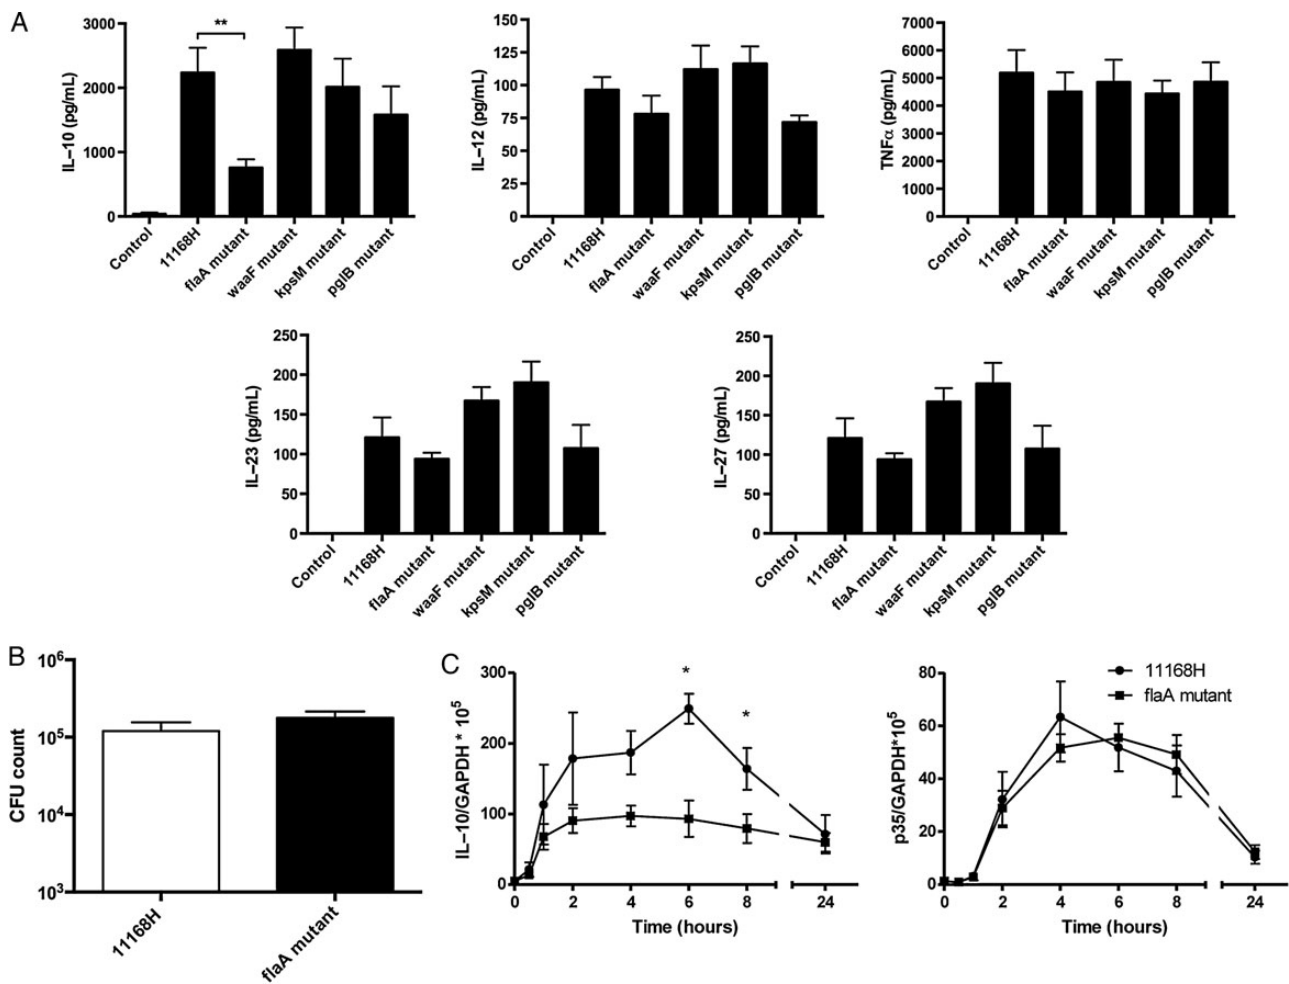 A
IL–10 (pg/mL)
3000
2000
1000
0
**
Control
11168H
flaA mutant
waaF mutant
kpsM mutant
pglB mutant
IL–12 (pg/mL)
150
125
100
75
50
25
0
Control
11168H
flaA mutant
waaF mutant
kpsM mutant
pglB mutant
TNFα (pg/mL)
7000
6000
5000
4000
3000
2000
1000
0
Control
11168H
flaA mutant
waaF mutant
kpsM mutant
pglB mutant
IL–23 (pg/mL)
250
200
150
100
50
0
Control
11168H
flaA mutant
waaF mutant
kpsM mutant
pglB mutant
IL–27 (pg/mL)
250
200
150
100
50
0
Control
11168H
flaA mutant
waaF mutant
kpsM mutant
pglB mutant
B
CFU count
10⁶
10⁵
10⁴
10³
11168H
flaA mutant
C
IL–10/GAPDH * 10⁵
300
200
100
0
*
*
0 2 4 6 8 24
Time (hours)
p35/GAPDH*10⁵
80
60
40
20
0
11168H
flaA mutant
0 2 4 6 8 24
Time (hours)